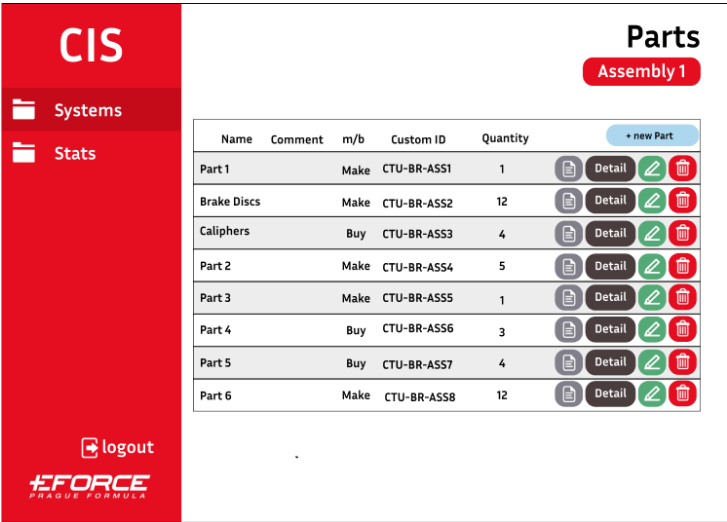 CIS
Systems
Stats
logout
EFORCE
PRAGUE FORMULA
Parts
Assembly 1
Name Comment m/b Custom ID Quantity + new Part
Part 1 Make CTU-BR-ASS1 1 Detail
Brake Discs Make CTU-BR-ASS2 12 Detail
Caliphers Buy CTU-BR-ASS3 4 Detail
Part 2 Make CTU-BR-ASS4 5 Detail
Part 3 Make CTU-BR-ASS5 1 Detail
Part 4 Buy CTU-BR-ASS6 3 Detail
Part 5 Buy CTU-BR-ASS7 4 Detail
Part 6 Make CTU-BR-ASS8 12 Detail